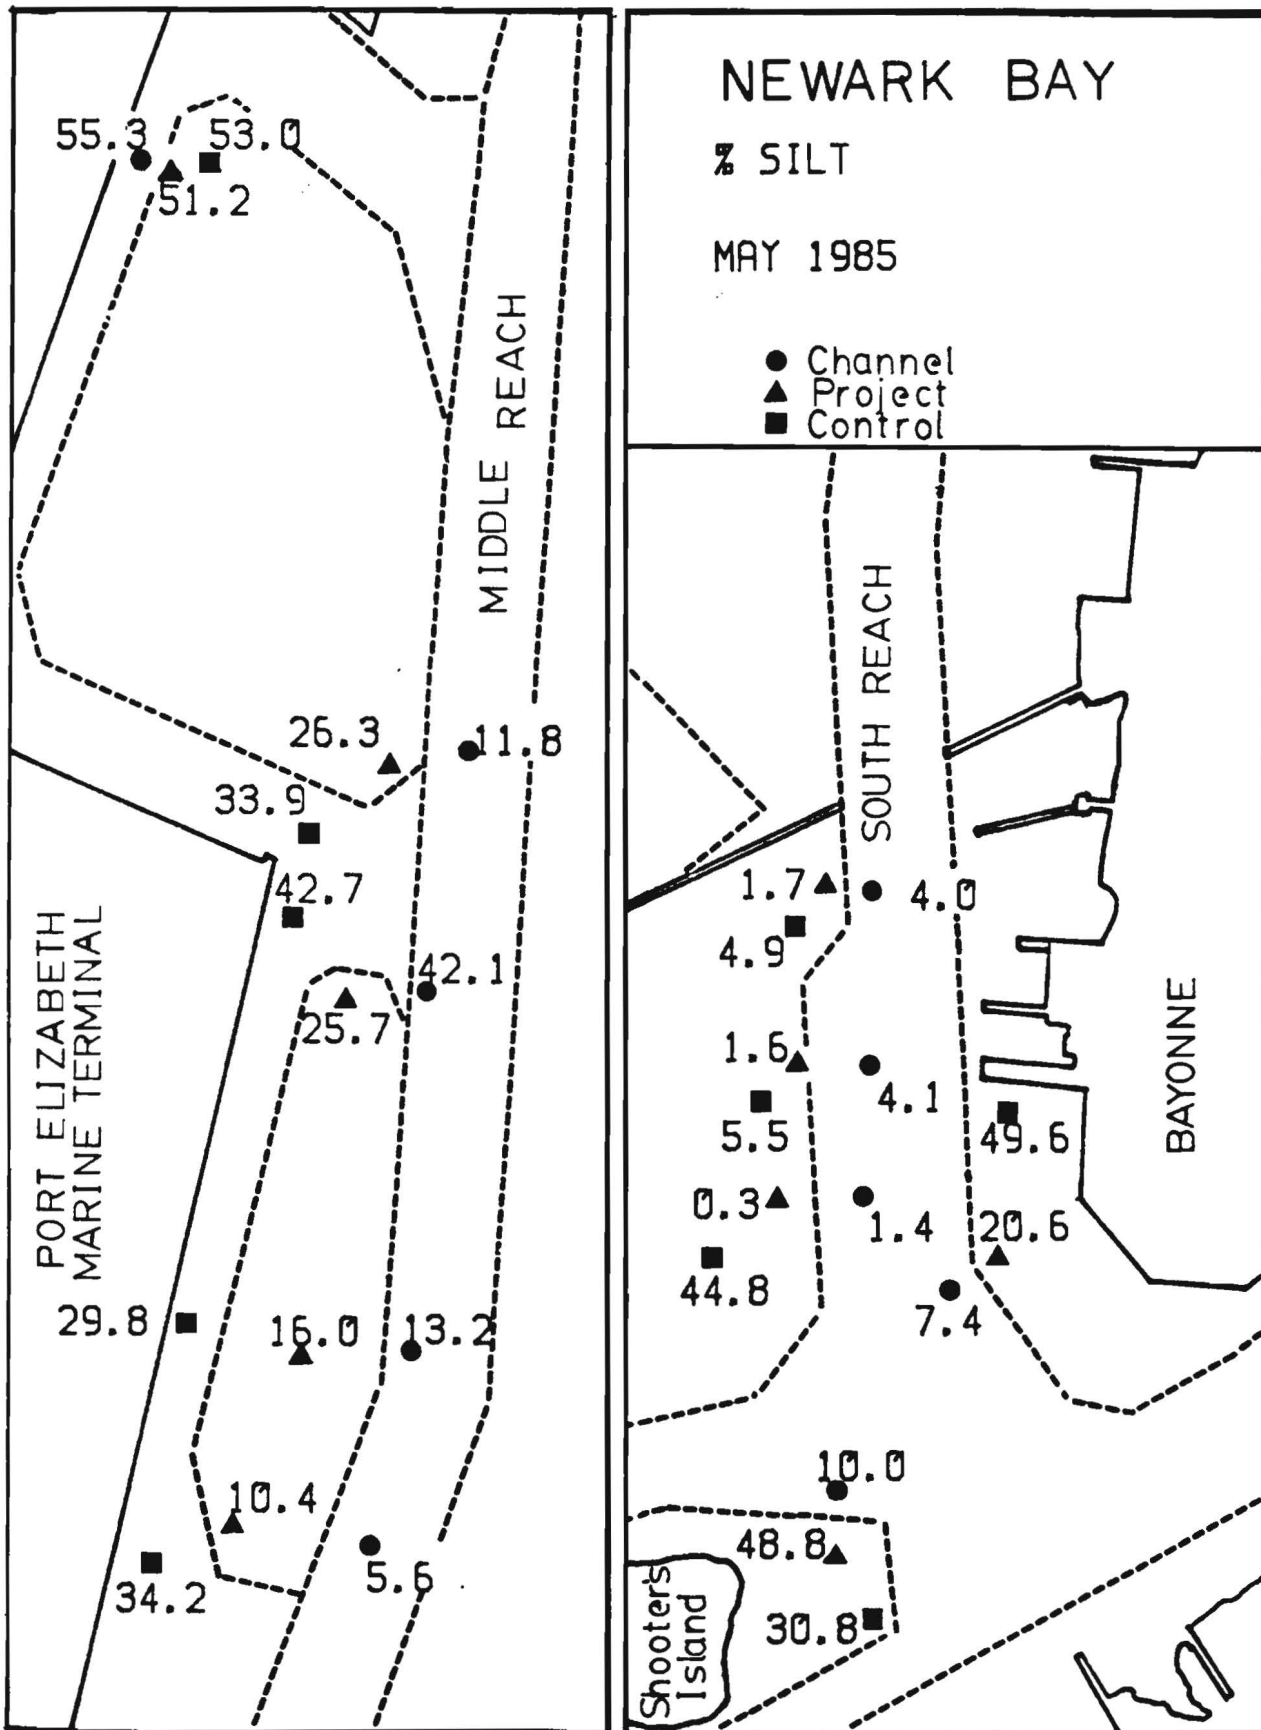 NEWARK BAY
% SILT
MAY 1985
Channel
Project
Control
55.3
53.0
51.2
MIDDLE REACH
26.3
11.8
33.9
42.7
42.1
25.7
PORT ELIZABETH
MARINE TERMINAL
29.8
16.0
13.2
10.4
5.6
34.2
SOUTH REACH
1.7
4.0
4.9
BAYONNE
1.6
4.1
5.5
49.6
0.3
1.4
20.6
44.8
7.4
10.0
48.8
30.8
Shooters
Island